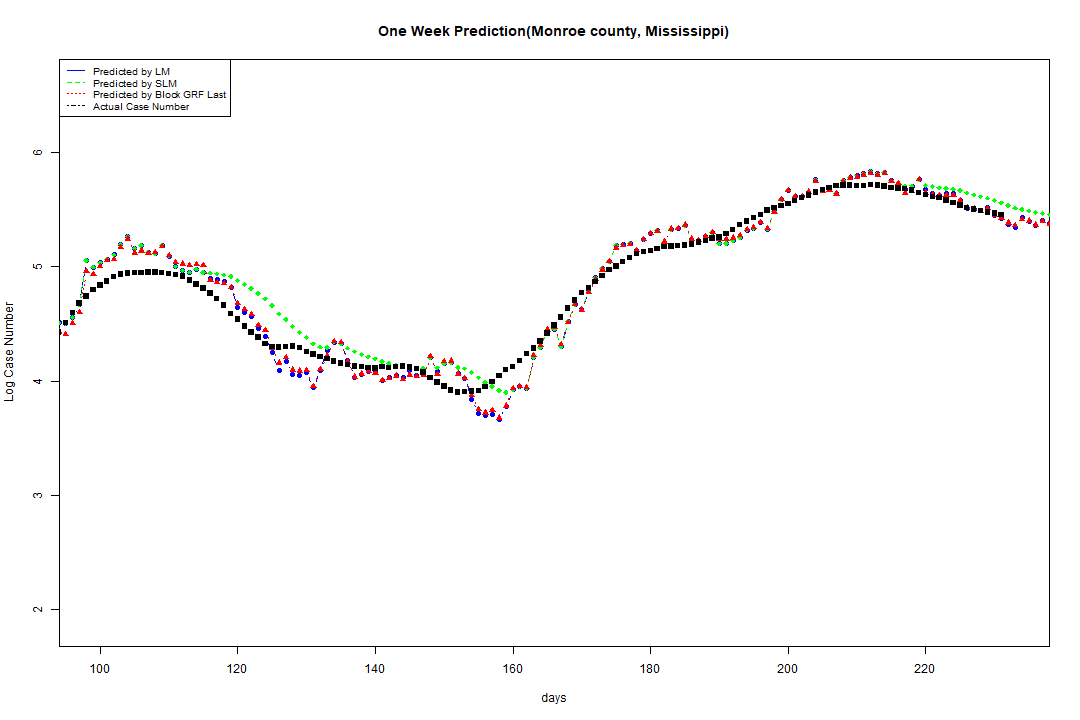 One Week Prediction(Monroe county, Mississippi)
Predicted by LM
Predicted by SLM
Predicted by Block GRF Last
Actual Case Number
6
5
4
3
2
Log Case Number
100 120 140 160 180 200 220
days